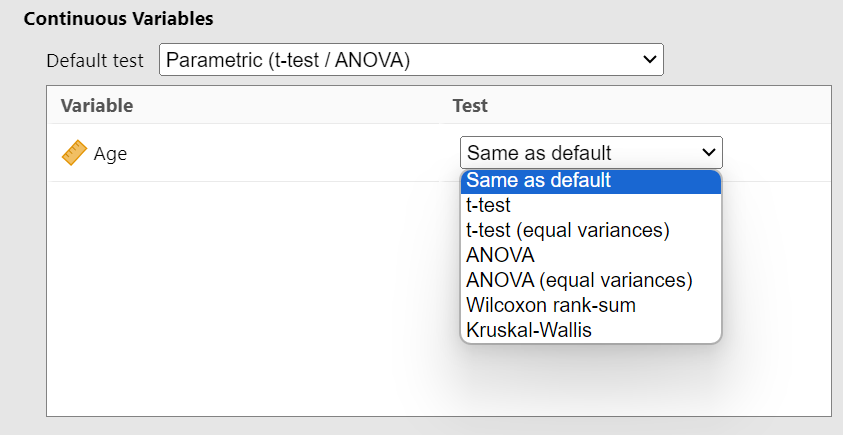 Continuous Variables
Default test Parametric (t-test / ANOVA)
Variable Test
Age Same as default
Same as default
t-test
t-test (equal variances)
ANOVA
ANOVA (equal variances)
Wilcoxon rank-sum
Kruskal-Wallis